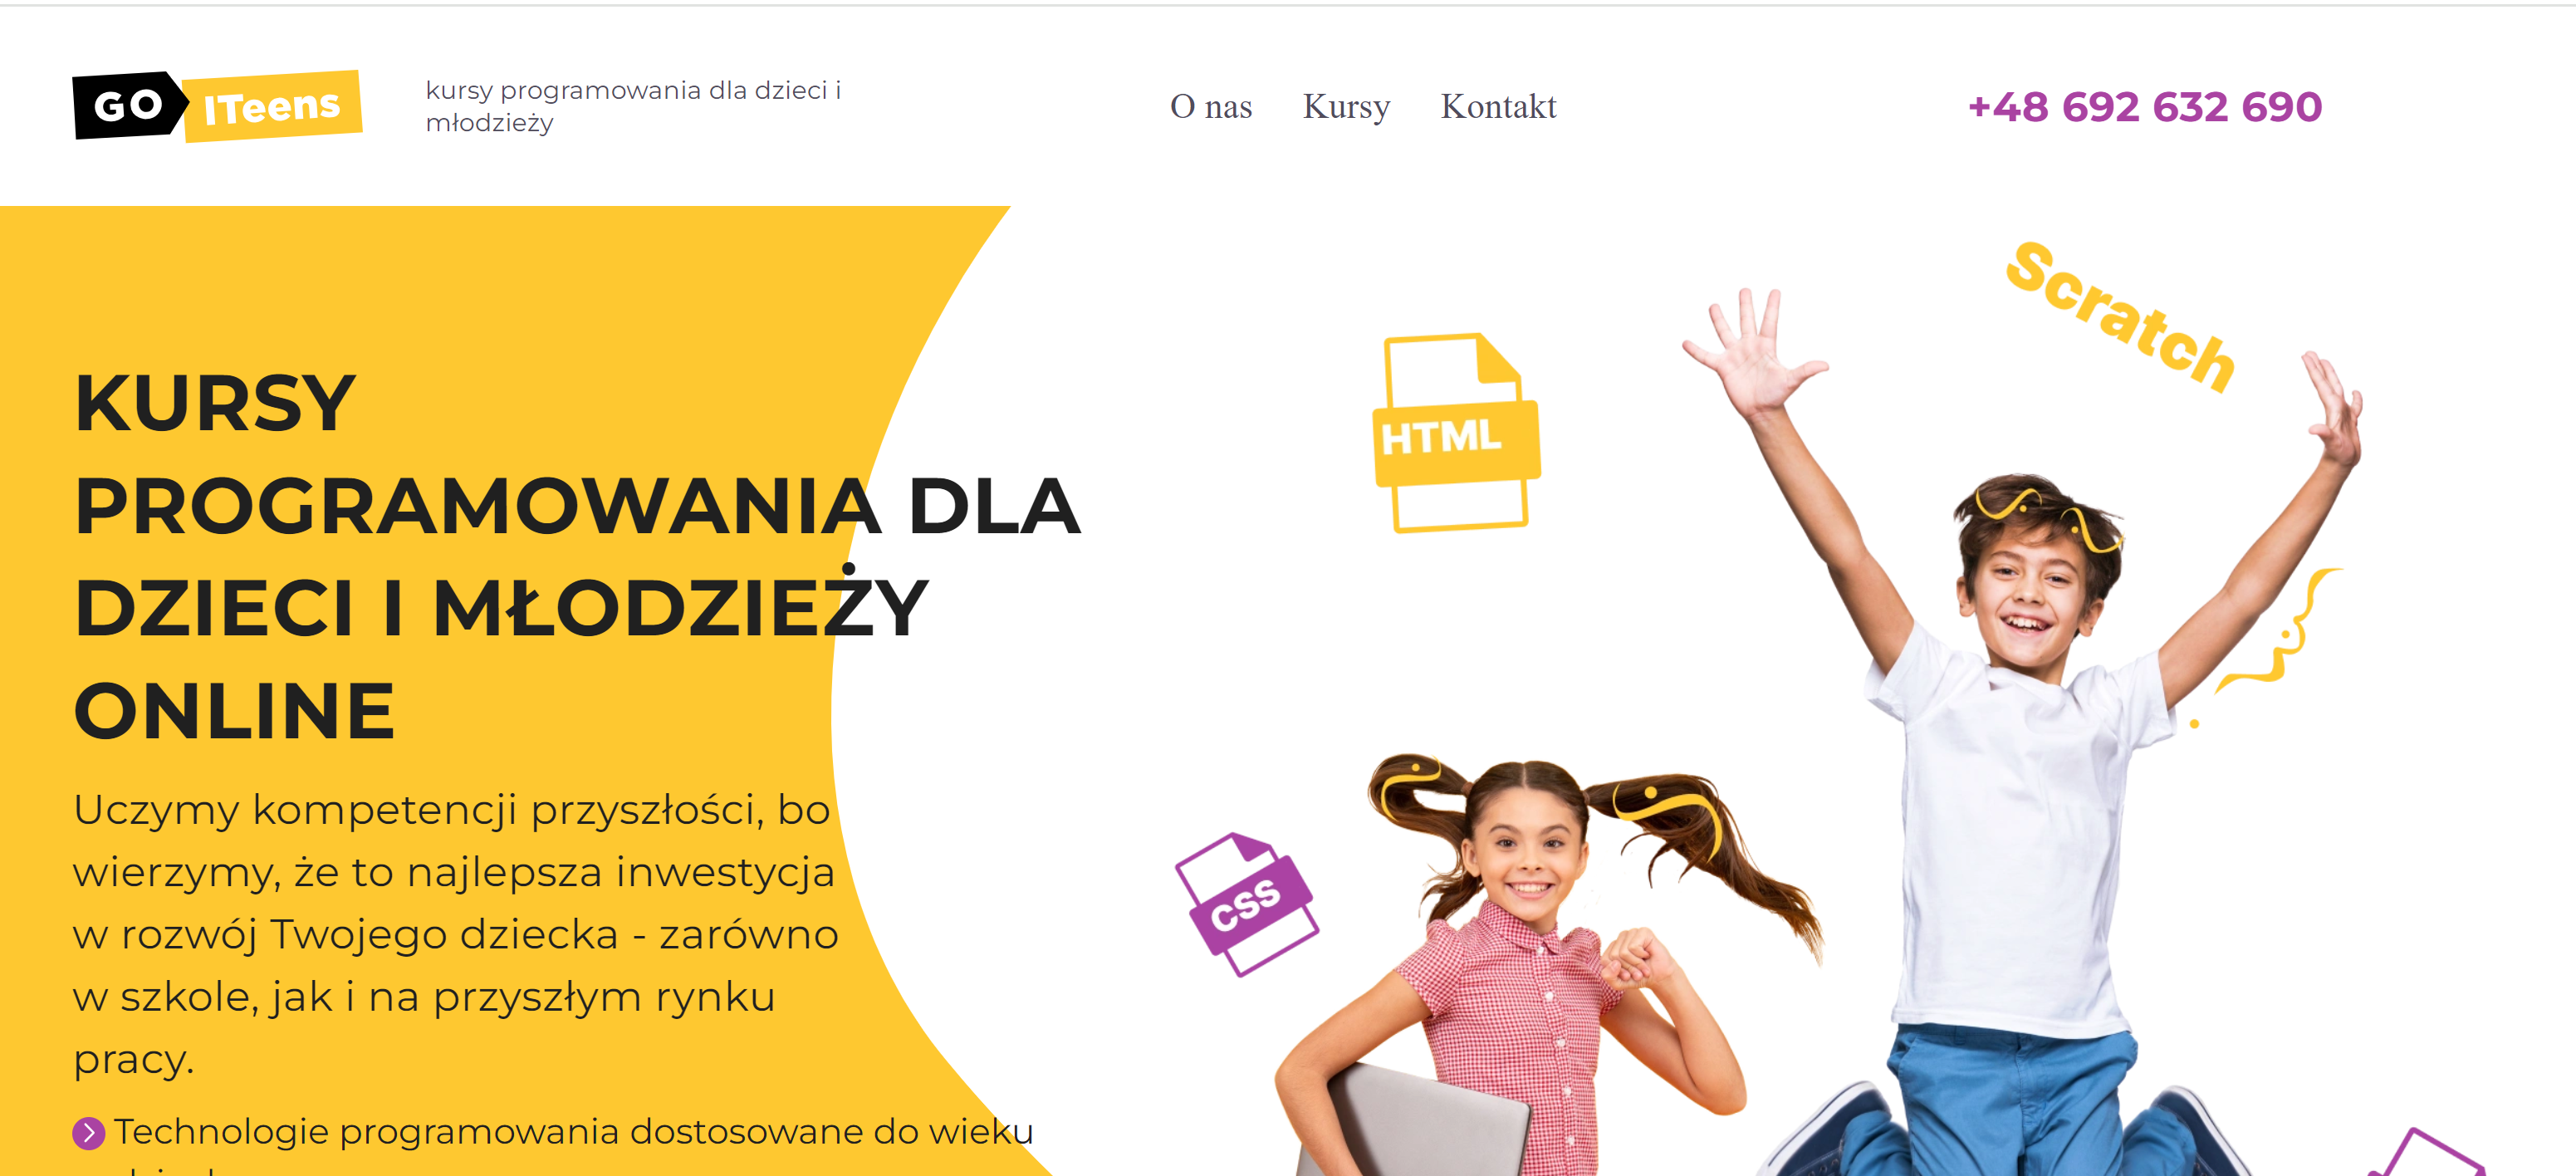 GO ITeens
kursy programowania dla dzieci i
młodzieży
O nas Kursy Kontakt
+48 692 632 690
Scratch
HTML
KURSY
PROGRAMOWANIA DLA
DZIECI I MŁODZIEŻY
ONLINE
Uczymy kompetencji przyszłości, bo
wierzymy, że to najlepsza inwestycja
w rozwój Twojego dziecka - zarówno
w szkole, jak i na przyszłym rynku
pracy.
CSS
Technologie programowania dostosowane do wieku